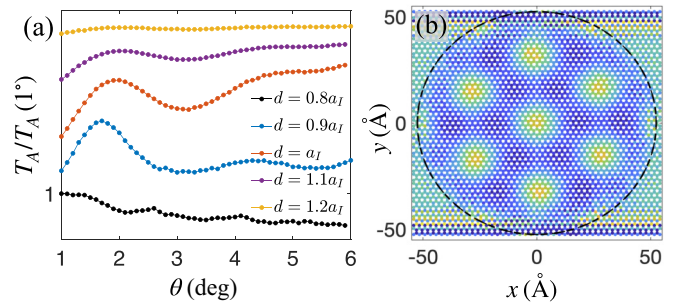 (a)
T_A/T_A (1°)
1
d = 0.8a_I
d = 0.9a_I
d = a_I
d = 1.1a_I
d = 1.2a_I
1 2 3 4 5 6
θ (deg)
(b)
50
0
-50
y (Å)
-50 0 50
x (Å)